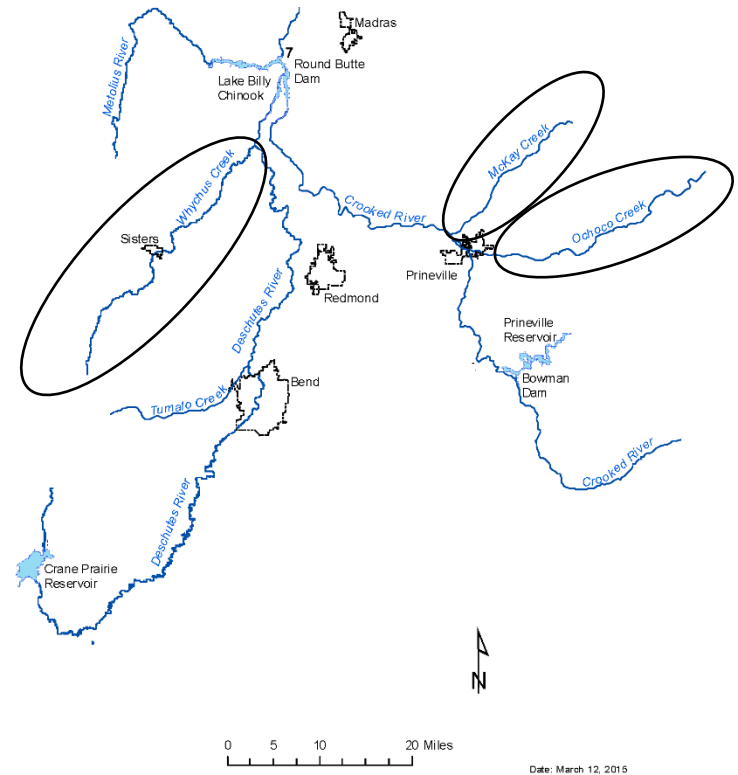 Madras
7
Round Butte
Dam
Lake Billy
Chinook
Metolius River
McKay Creek
Whychus Creek
Ochoco Creek
Crooked River
Sisters
Prineville
Redmond
Deschutes River
Prineville
Reservoir
Bowman
Dam
Bend
Tumalo Creek
Crooked River
Deschutes River
Crane Prairie
Reservoir
N
0 5 10 20 Miles
Date: March 12, 2015